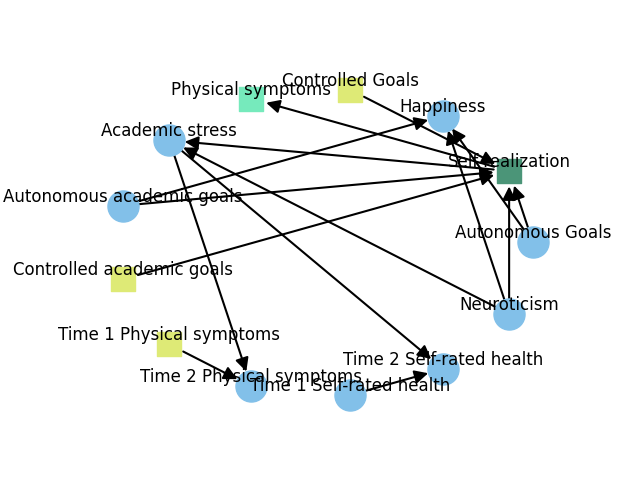 Controlled Goals
Physical symptoms
Happiness
Academic stress
Self-realization
Autonomous academic goals
Autonomous Goals
Controlled academic goals
Neuroticism
Time 1 Physical symptoms
Time 2 Self-rated health
Time 2 Physical symptoms
Time 1 Self-rated health